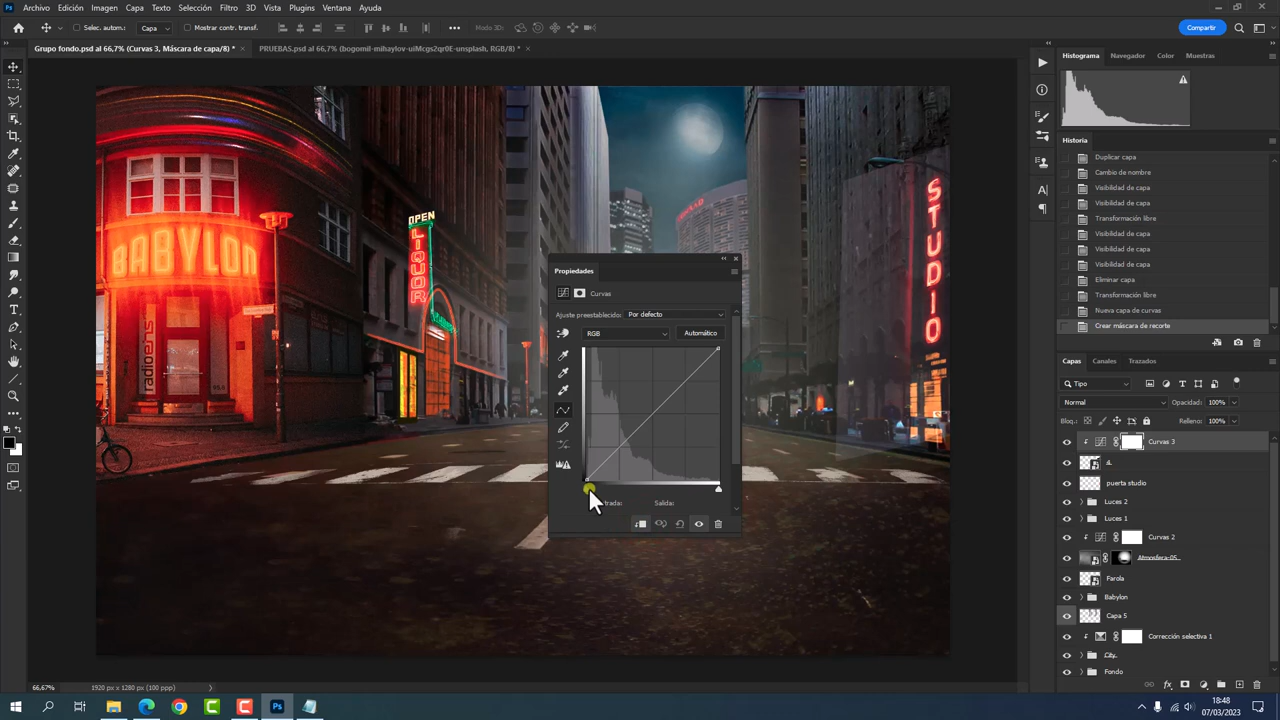 Ps Archivo Edición Imagen Capa Texto Selección Filtro 3D Vista Plugins Ventana Ayuda
Selec. autom.: Capa Mostrar contr. transf. Modo 3D: Compartir
Grupo fondo.psd al 66,7% (Curvas 3, Máscara de capa/8) *
PRUEBAS.psd al 66,7% (bogomil-mihaylov-uiMcgs2qr0E-unsplash, RGB/8) *
OPEN
LIQUOR
BABYLON
STUDIO
Propiedades
Curvas
Ajuste preestablecido: Por defecto
RGB Automático
trada: Salida:
Histograma Navegador Color Muestras
Historia
Duplicar capa
Cambio de nombre
Visibilidad de capa
Visibilidad de capa
Transformación libre
Visibilidad de capa
Visibilidad de capa
Eliminar capa
Transformación libre
Nueva capa de curvas
Crear máscara de recorte
Capas Canales Trazados
Tipo
Normal Opacidad: 100%
Bloq.: Relleno: 100%
Curvas 3
puerta studio
Luces 2
Luces 1
Curvas 2
Atmosfera-05
Farola
Babylon
Capa 5
Corrección selectiva 1
Fondo
66,67% 1920 px x 1280 px (100 ppp)
18:48
07/03/2023